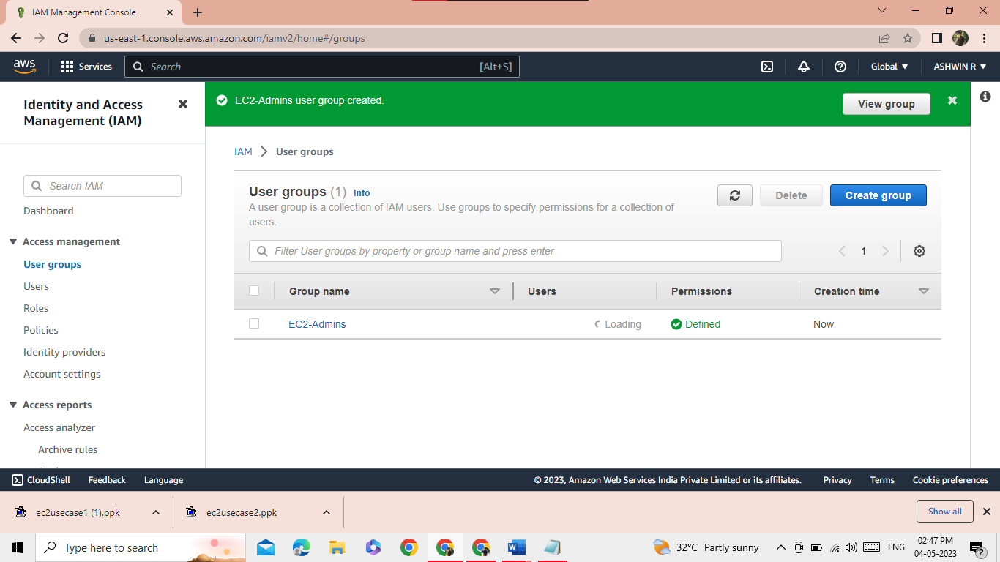 IAM Management Console
us-east-1.console.aws.amazon.com/iamv2/home#/groups
aws
Services
Search
[Alt+S]
Global
ASHWIN R
Identity and Access
Management (IAM)
Search IAM
Dashboard
Access management
User groups
Users
Roles
Policies
Identity providers
Account settings
Access reports
Access analyzer
Archive rules
EC2-Admins user group created.
View group
IAM
User groups
User groups (1) Info
A user group is a collection of IAM users. Use groups to specify permissions for a collection of
users.
Delete
Create group
Filter User groups by property or group name and press enter
1
Group name
Users
Permissions
Creation time
EC2-Admins
Loading
Defined
Now
CloudShell
Feedback
Language
© 2023, Amazon Web Services India Private Limited or its affiliates.
Privacy
Terms
Cookie preferences
ec2usecase1 (1).ppk
ec2usecase2.ppk
Show all
Type here to search
32°C Partly sunny
ENG
02:47 PM
04-05-2023
2